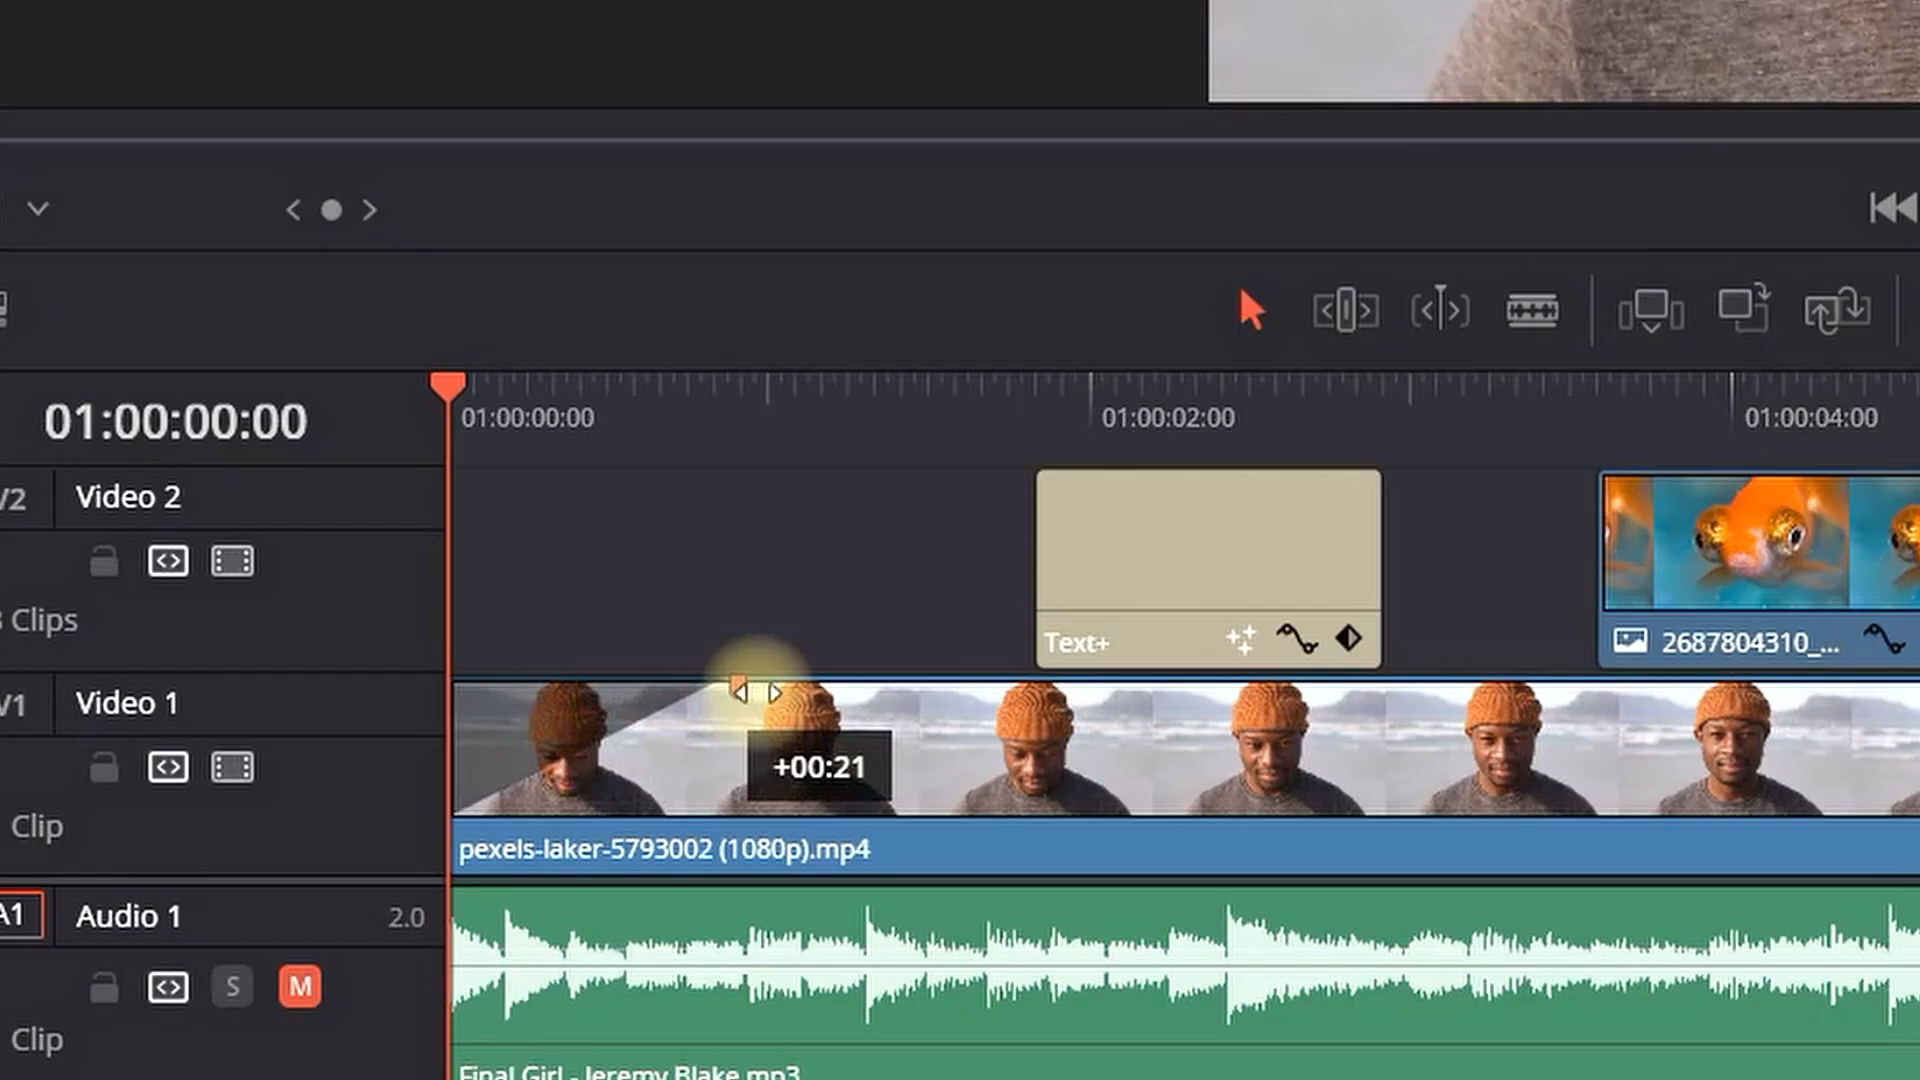 01:00:00:00
01:00:00:00
01:00:02:00
01:00:04:00
V2
Video 2
Clips
Text+
2687804310_...
V1
Video 1
+00:21
Clip
pexels-laker-5793002 (1080p).mp4
A1
Audio 1
2.0
S
M
Clip
Final Girl - Jeremy Blake.mp3